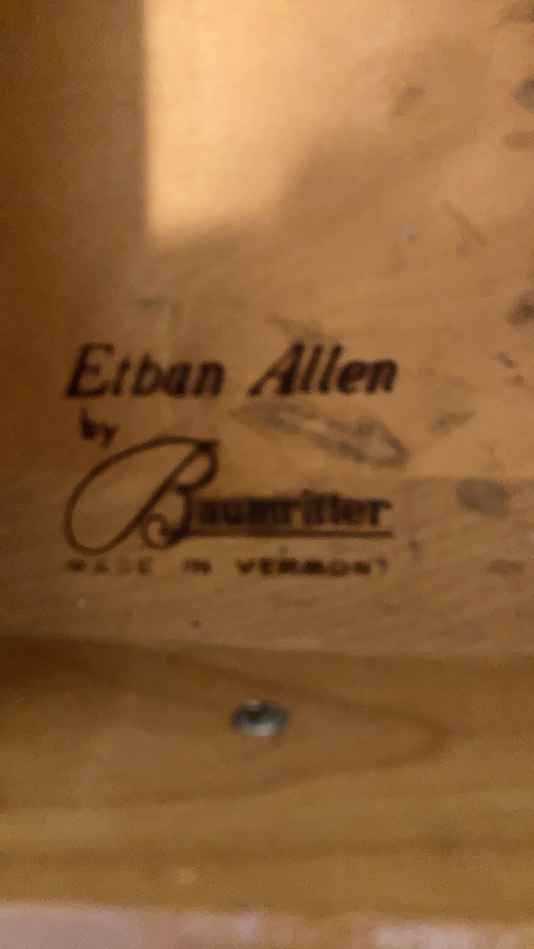 Ethan Allen
by
Baumritter
MADE IN VERMONT